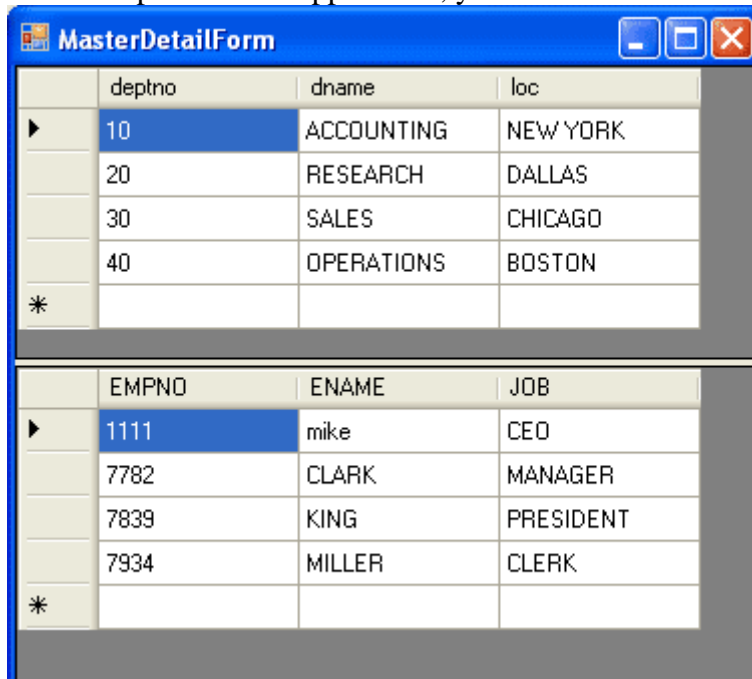 MasterDetailForm
deptno dname loc
10 ACCOUNTING NEW YORK
20 RESEARCH DALLAS
30 SALES CHICAGO
40 OPERATIONS BOSTON
*
EMPNO ENAME JOB
1111 mike CEO
7782 CLARK MANAGER
7839 KING PRESIDENT
7934 MILLER CLERK
*